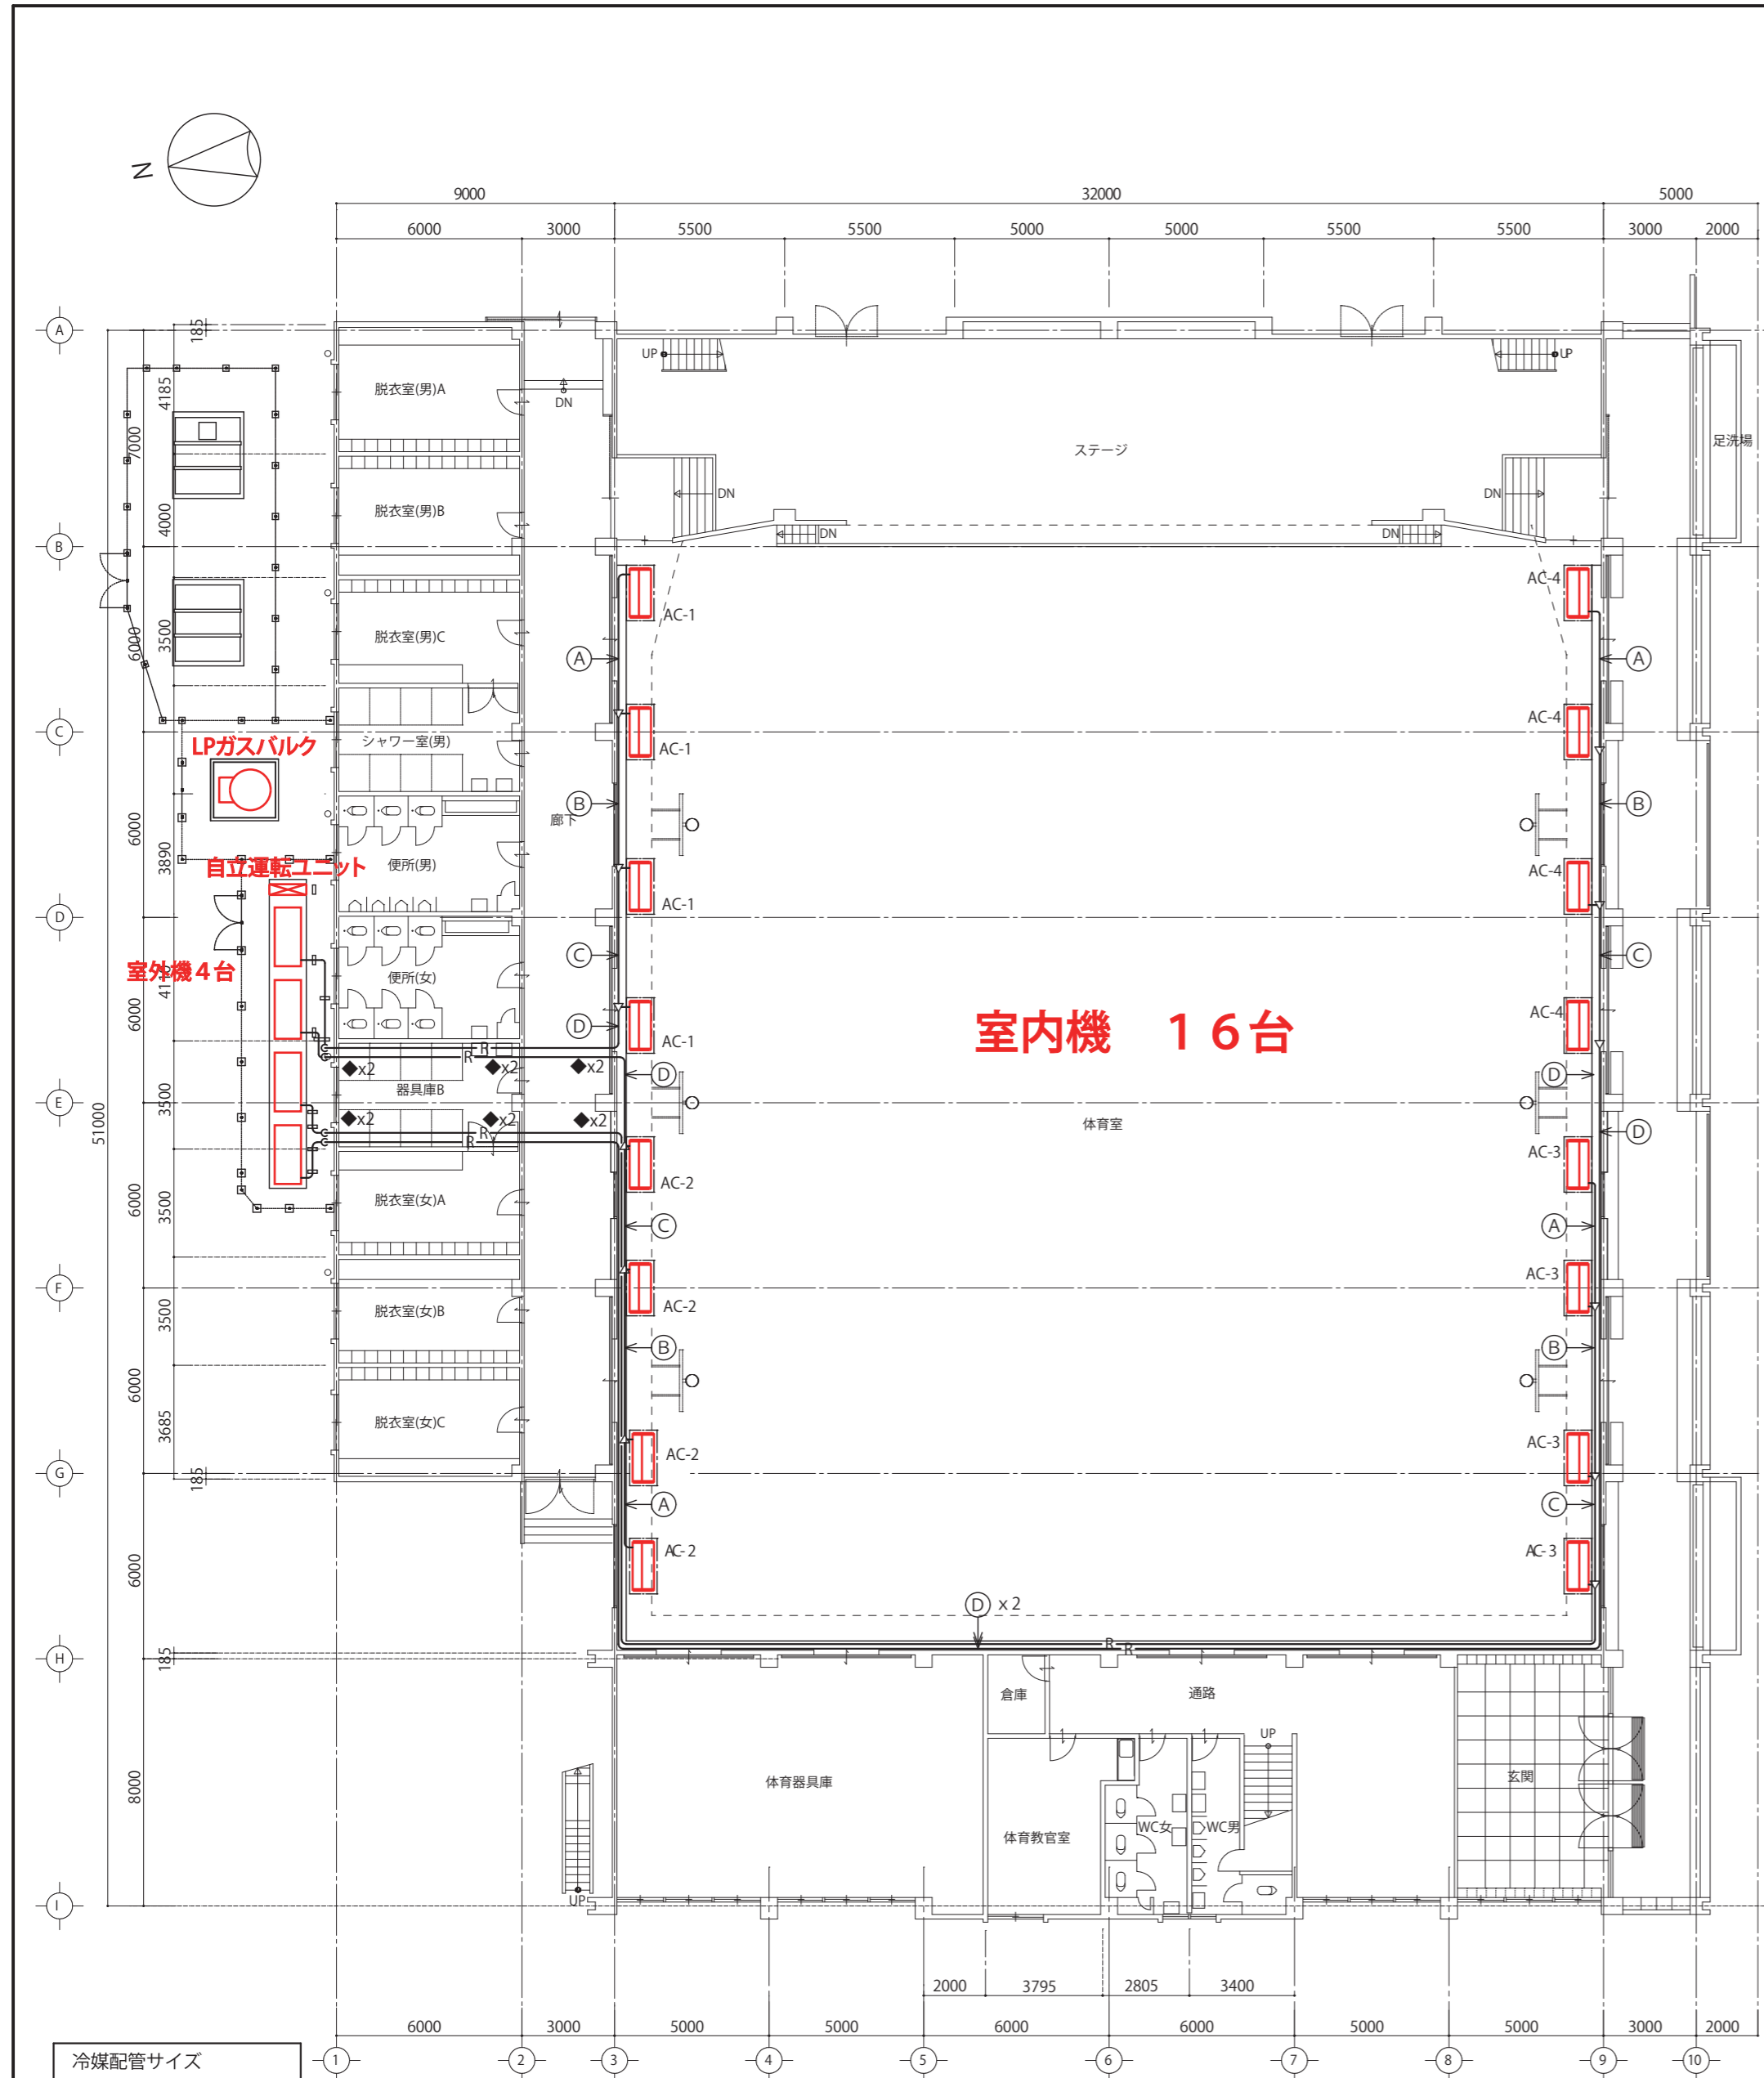 N
9000 32000 5000
6000 3000 5500 5500 5000 5000 5500 5500 3000 2000
A
185
UP
UP
脱衣室(男)A
DN
4185
7000
ステージ
足洗場
DN
DN
脱衣室(男)B
4000
DN
DN
B
AC-1
AC-4
6000
3500
脱衣室(男)C
A
A
C
LPガスバルク
シャワー室(男)
AC-1
AC-4
B
B
廊下
6000
3890
便所(男)
自立運転ユニット
AC-1
AC-4
D
C
C
室外機4台
便所(女)
6000
AC-1
AC-4
室内機 16台
D
R
R
x2
x2
x2
D
D
器具庫B
3500
E
51000
x2
x2
x2
体育室
D
R
R
AC-2
AC-3
6000
3500
脱衣室(女)A
C
A
F
AC-2
AC-3
3500
脱衣室(女)B
B
B
6000
3685
脱衣室(女)C
AC-2
AC-3
G
185
A
C
AC-2
AC-3
6000
D x2
R
R
H
185
倉庫
通路
UP
8000
体育器具庫
玄関
体育教官室
WC女
WC男
UP
I
2000 3795 2805 3400
6000 3000 5000 5000 6000 6000 5000 5000 3000 2000
冷媒配管サイズ
1 2 3 4 5 6 7 8 9 10